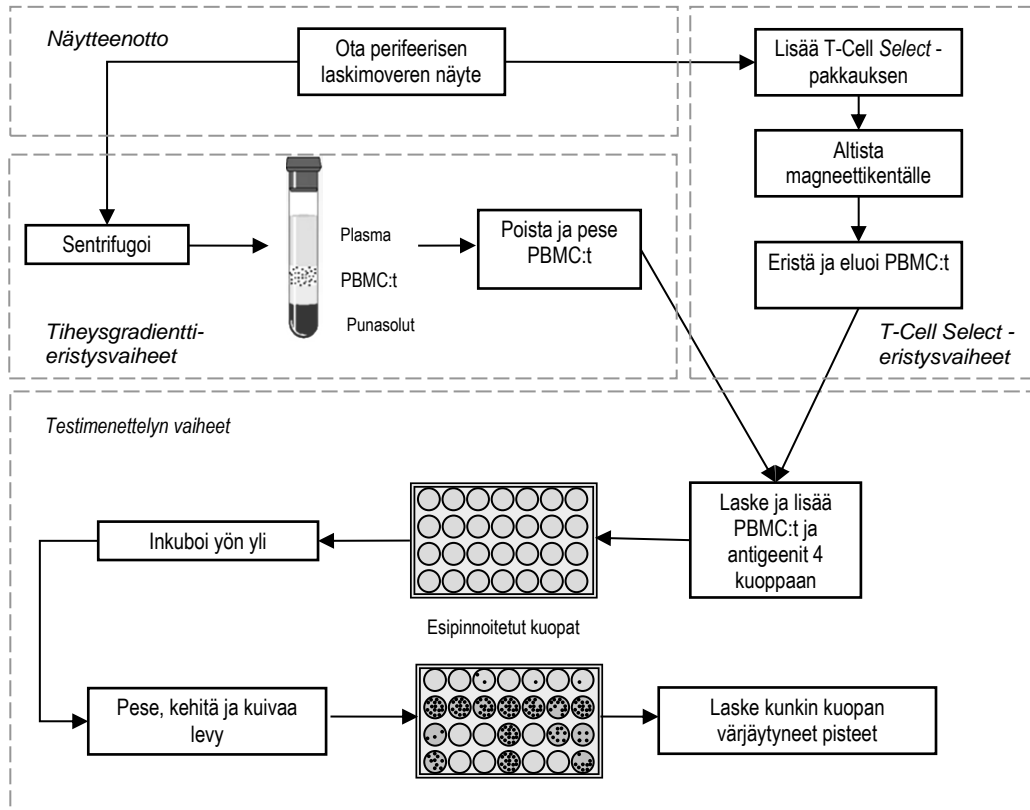 Näytteenotto
Ota perifeerisen
laskimoveren näyte
Lisää T-Cell Select -
pakkauksen
Altista
magneettikentälle
Eristä ja eluoi PBMC:t
T-Cell Select -
eristysvaiheet
Sentrifugoi
Plasma
PBMC:t
Punasolut
Poista ja pese
PBMC:t
Tiheysgradientti-
eristysvaiheet
Testimenettelyn vaiheet
Laske ja lisää
PBMC:t ja
antigeenit 4
kuoppaan
Esipinnoitetut kuopat
Inkuboi yön yli
Pese, kehitä ja kuivaa
levy
Laske kunkin kuopan
värjäytyneet pisteet